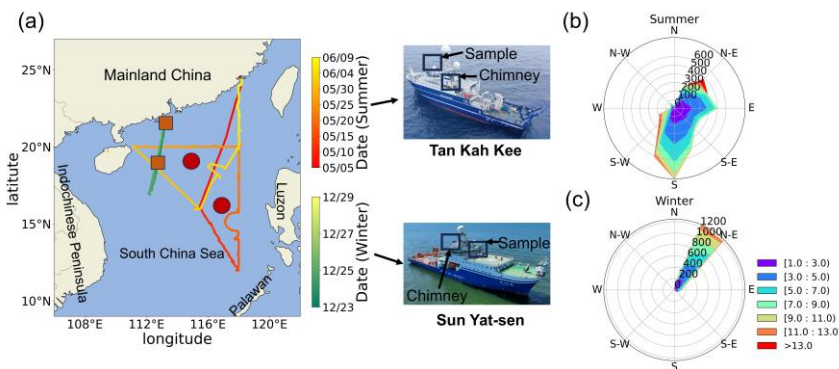 (a)
25°N
20°N
15°N
10°N
latitute
108°E 112°E 116°E 120°E
longitude
Mainland China
Indochinese Peninsula
South China Sea
Luzon
Palawan
06/09
06/04
05/30
05/25
05/20
05/15
05/10
05/05
Date (Summer)
12/29
12/27
12/25
12/23
Date (Winter)
Sample
Chimney
Tan Kah Kee
Sample
Chimney
Sun Yat-sen
(b)
Summer
N
N-W N-E
W E
S-W S-E
S
600
500
400
300
200
100
0
(c)
Winter
N
N-W N-E
W E
S-W S-E
S
1200
1000
800
600
400
200
0
[1.0 : 3.0)
[3.0 : 5.0)
[5.0 : 7.0)
[7.0 : 9.0)
[9.0 : 11.0)
[11.0 : 13.0)
>13.0